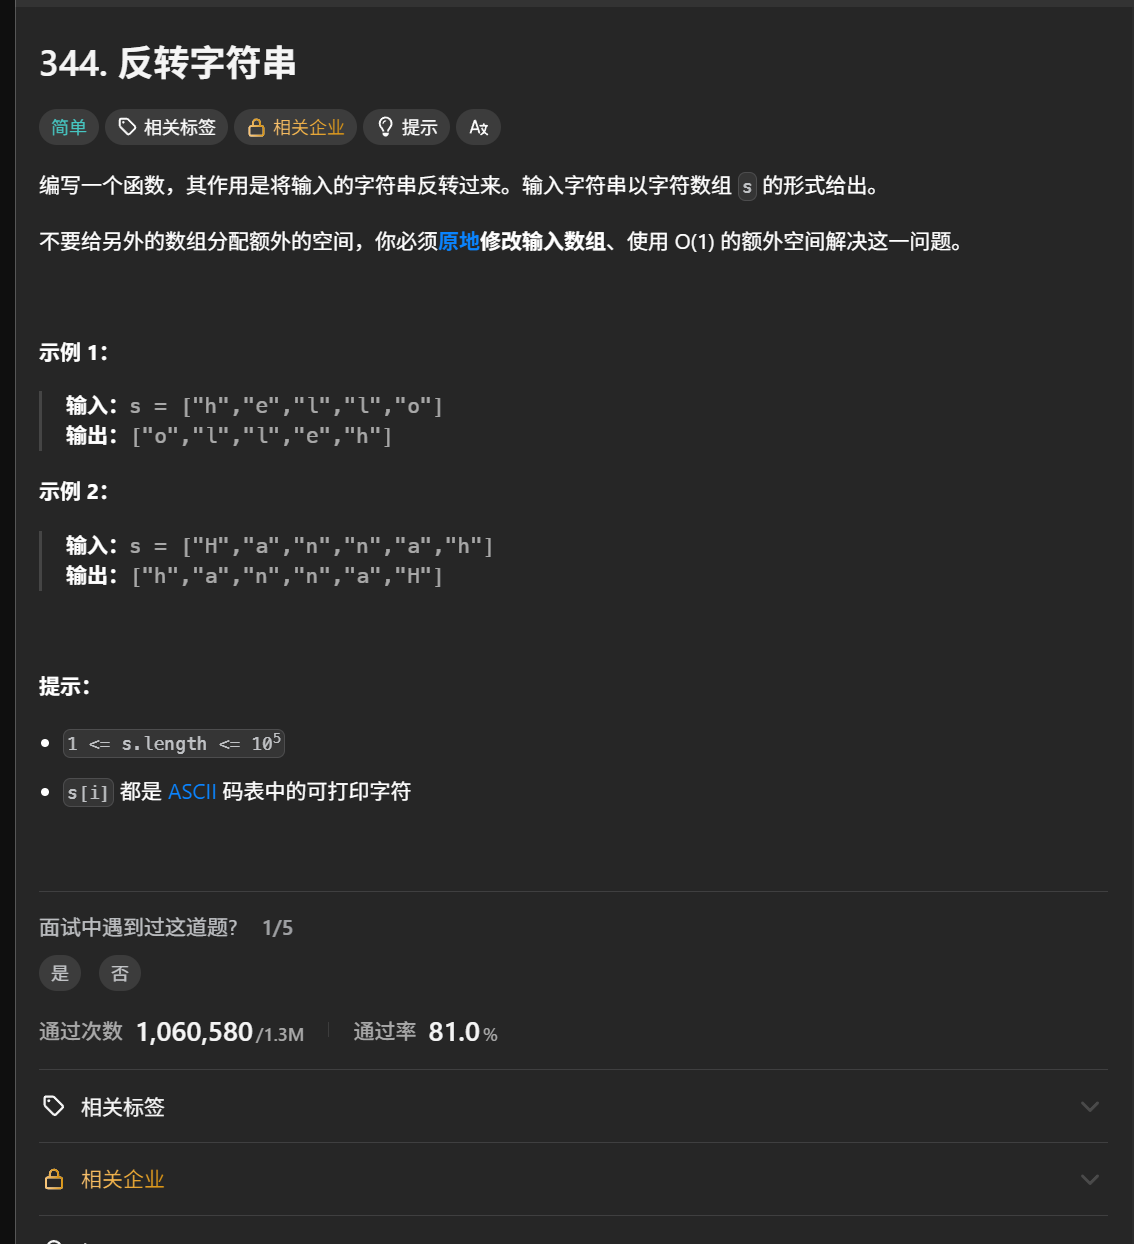 344. 反转字符串
简单 相关标签 相关企业 提示
编写一个函数，其作用是将输入的字符串反转过来。输入字符串以字符数组 s 的形式给出。
不要给另外的数组分配额外的空间，你必须原地修改输入数组、使用 O(1) 的额外空间解决这一问题。
示例 1：
输入：s = ["h","e","l","l","o"]
输出：["o","l","l","e","h"]
示例 2：
输入：s = ["H","a","n","n","a","h"]
输出：["h","a","n","n","a","H"]
提示：
1 <= s.length <= 10⁵
s[i] 都是 ASCII 码表中的可打印字符
面试中遇到过这道题? 1/5
是 否
通过次数 1,060,580/1.3M 通过率 81.0%
相关标签
相关企业